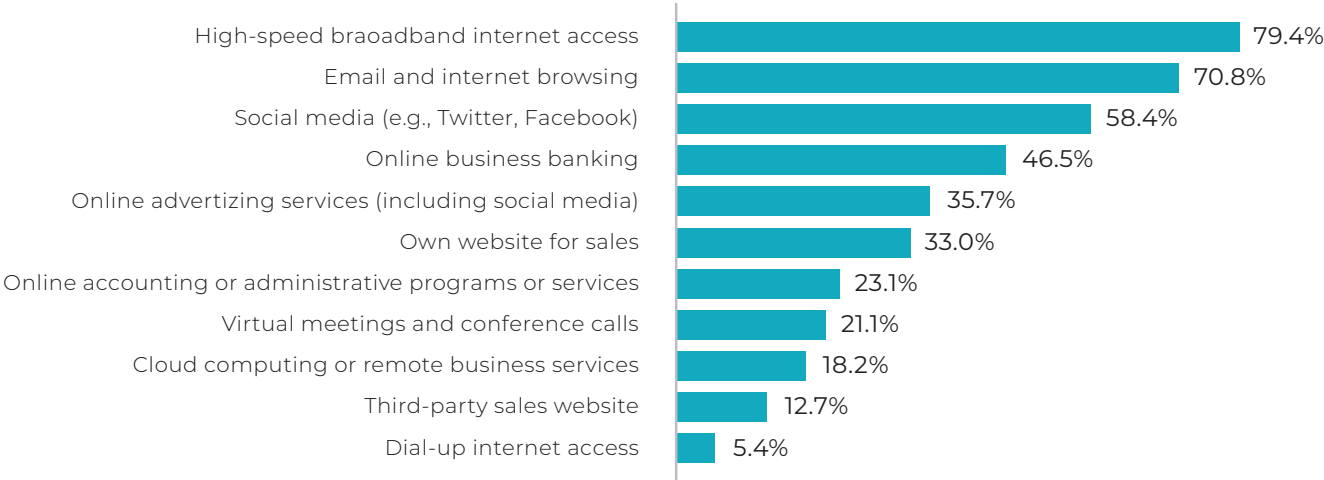 High-speed braoadband internet access 79.4%
Email and internet browsing 70.8%
Social media (e.g., Twitter, Facebook) 58.4%
Online business banking 46.5%
Online advertizing services (including social media) 35.7%
Own website for sales 33.0%
Online accounting or administrative programs or services 23.1%
Virtual meetings and conference calls 21.1%
Cloud computing or remote business services 18.2%
Third-party sales website 12.7%
Dial-up internet access 5.4%